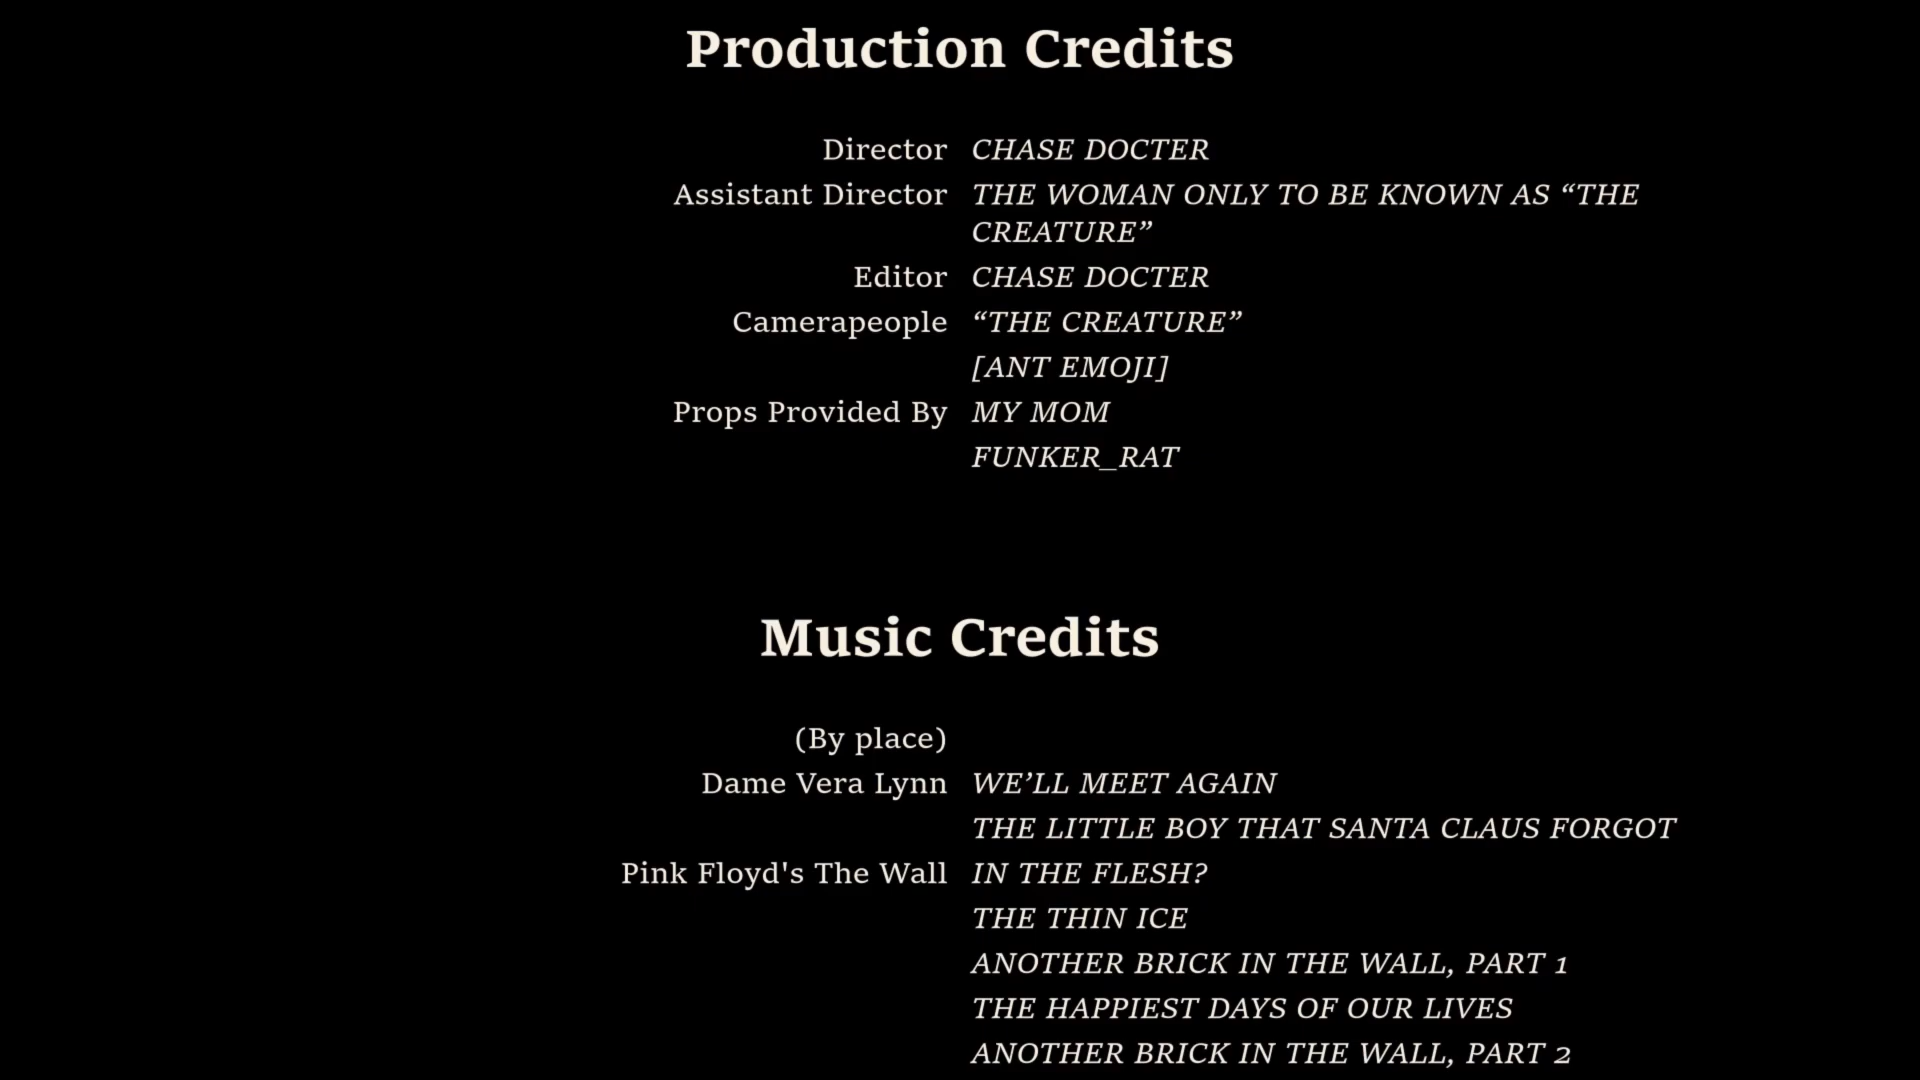 Production Credits
Director CHASE DOCTER
Assistant Director THE WOMAN ONLY TO BE KNOWN AS “THE
CREATURE”
Editor CHASE DOCTER
Camerapeople “THE CREATURE”
[ANT EMOJI]
Props Provided By MY MOM
FUNKER_RAT
Music Credits
(By place)
Dame Vera Lynn WE’LL MEET AGAIN
THE LITTLE BOY THAT SANTA CLAUS FORGOT
Pink Floyd's The Wall IN THE FLESH?
THE THIN ICE
ANOTHER BRICK IN THE WALL, PART 1
THE HAPPIEST DAYS OF OUR LIVES
ANOTHER BRICK IN THE WALL, PART 2